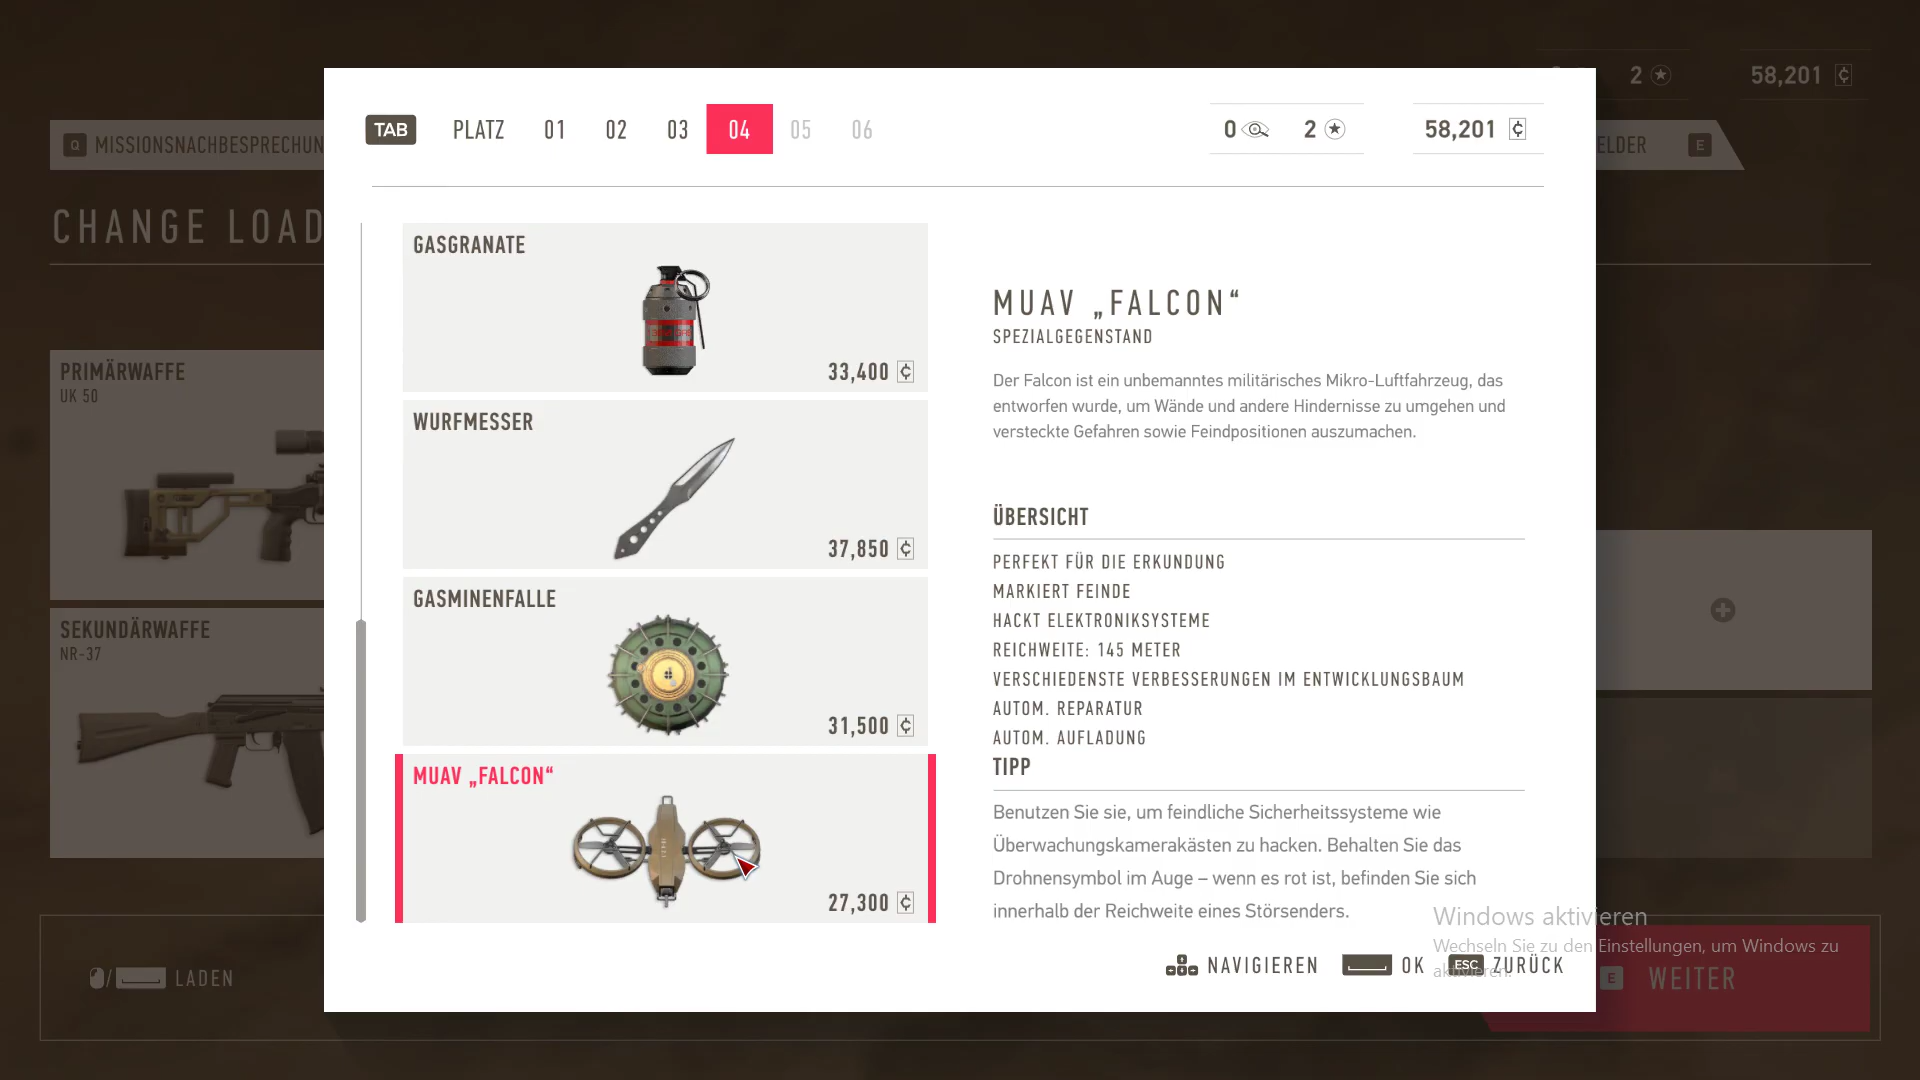 2
58,201
TAB PLATZ 01 02 03 04 05 06
0 2 58,201
Q MISSIONSNACHBESPRECHUN
ELDER E
CHANGE LOAD
GASGRANATE
33,400
WURFMESSER
37,850
GASMINENFALLE
31,500
MUAV „FALCON“
27,300
MUAV „FALCON“
SPEZIALGEGENSTAND
Der Falcon ist ein unbemanntes militärisches Mikro-Luftfahrzeug, das
entworfen wurde, um Wände und andere Hindernisse zu umgehen und
versteckte Gefahren sowie Feindpositionen auszumachen.
ÜBERSICHT
PERFEKT FÜR DIE ERKUNDUNG
MARKIERT FEINDE
HACKT ELEKTRONIKSYSTEME
REICHWEITE: 145 METER
VERSCHIEDENSTE VERBESSERUNGEN IM ENTWICKLUNGSBAUM
AUTOM. REPARATUR
AUTOM. AUFLADUNG
TIPP
Benutzen Sie sie, um feindliche Sicherheitssysteme wie
Überwachungskamerakästen zu hacken. Behalten Sie das
Drohnensymbol im Auge – wenn es rot ist, befinden Sie sich
innerhalb der Reichweite eines Störsenders.
PRIMÄRWAFFE
UK 50
SEKUNDÄRWAFFE
NR-37
Windows aktivieren
Wechseln Sie zu den Einstellungen, um Windows zu
aktivieren.
NAVIGIEREN OK ESC ZURÜCK
/ LADEN
E WEITER